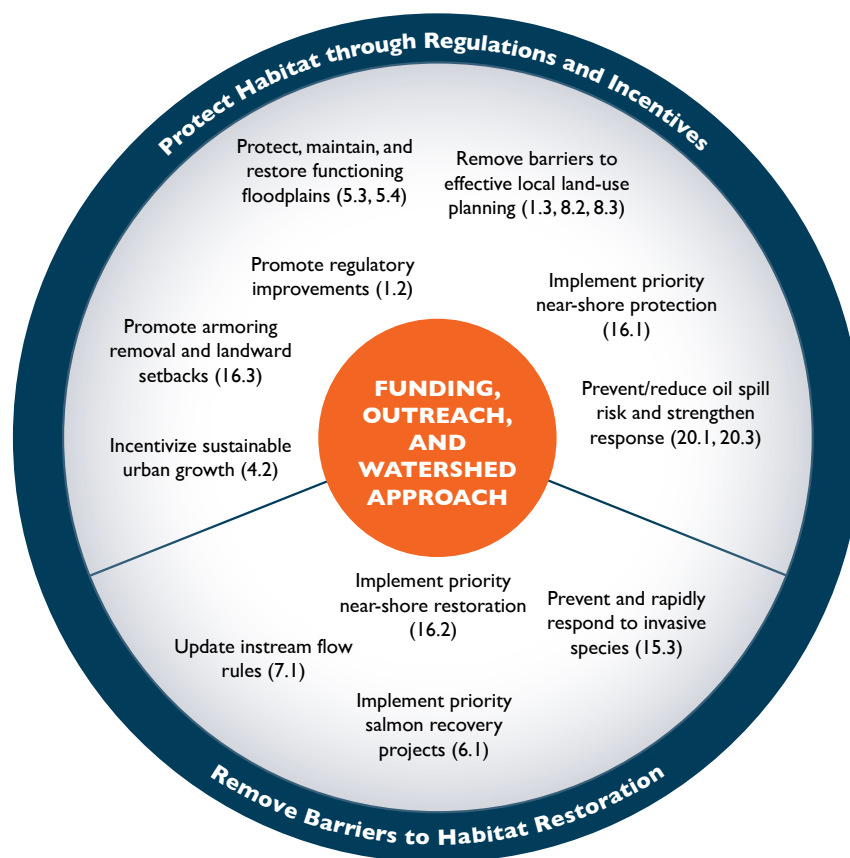 Protect Habitat through Regulations and Incentives
Protect, maintain, and
restore functioning
floodplains (5.3, 5.4)
Remove barriers to
effective local land-use
planning (1.3, 8.2, 8.3)
Promote regulatory
improvements (1.2)
Implement priority
near-shore protection
(16.1)
Promote armoring
removal and landward
setbacks (16.3)
Prevent/reduce oil spill
risk and strengthen
response (20.1, 20.3)
Incentivize sustainable
urban growth (4.2)
FUNDING,
OUTREACH,
AND
WATERSHED
APPROACH
Implement priority
near-shore restoration
(16.2)
Prevent and rapidly
respond to invasive
species (15.3)
Update instream flow
rules (7.1)
Implement priority
salmon recovery
projects (6.1)
Remove Barriers to Habitat Restoration